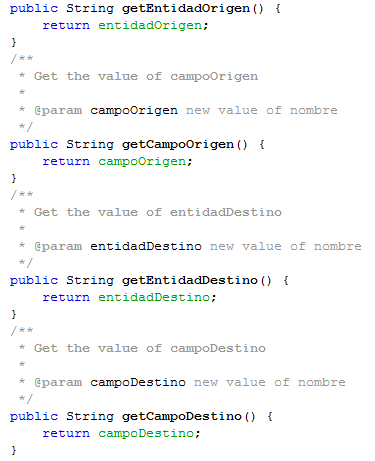 public String getEntidadOrigen() {
    return entidadOrigen;
}
/**
 * Get the value of campoOrigen
 *
 * @param campoOrigen new value of nombre
 */
public String getCampoOrigen() {
    return campoOrigen;
}
/**
 * Get the value of entidadDestino
 *
 * @param entidadDestino new value of nombre
 */
public String getEntidadDestino() {
    return entidadDestino;
}
/**
 * Get the value of campoDestino
 *
 * @param campoDestino new value of nombre
 */
public String getCampoDestino() {
    return campoDestino;
}